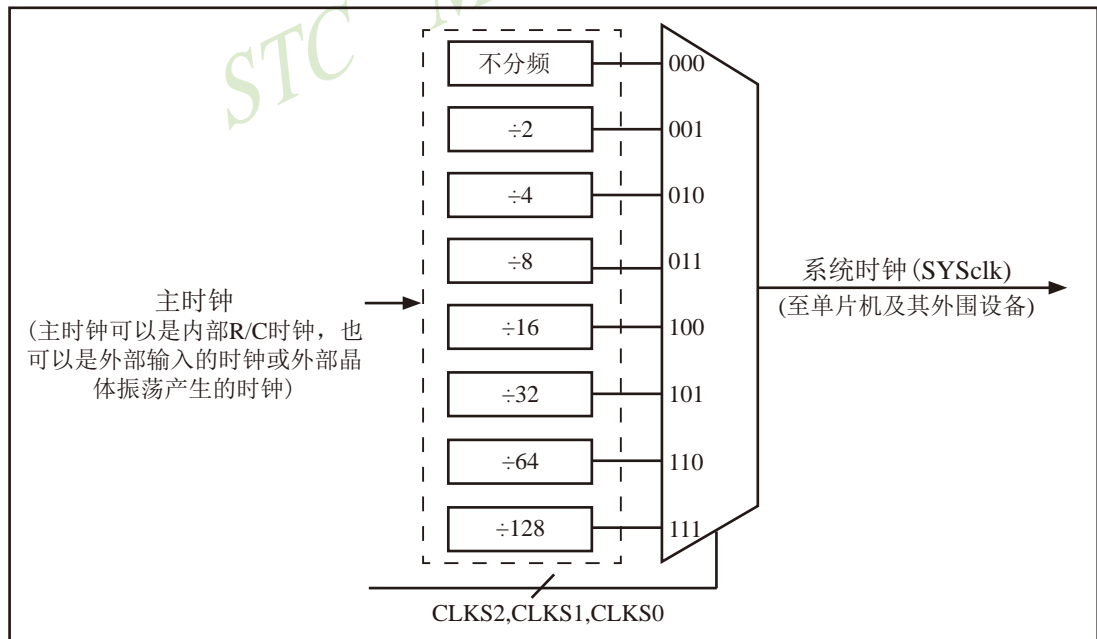 STC M
不分频
000
÷2
001
÷4
010
÷8
011
÷16
100
÷32
101
÷64
110
÷128
111
主时钟
(主时钟可以是内部R/C时钟，也
可以是外部输入的时钟或外部晶
体振荡产生的时钟)
系统时钟(SYSclk)
(至单片机及其外围设备)
CLKS2,CLKS1,CLKS0